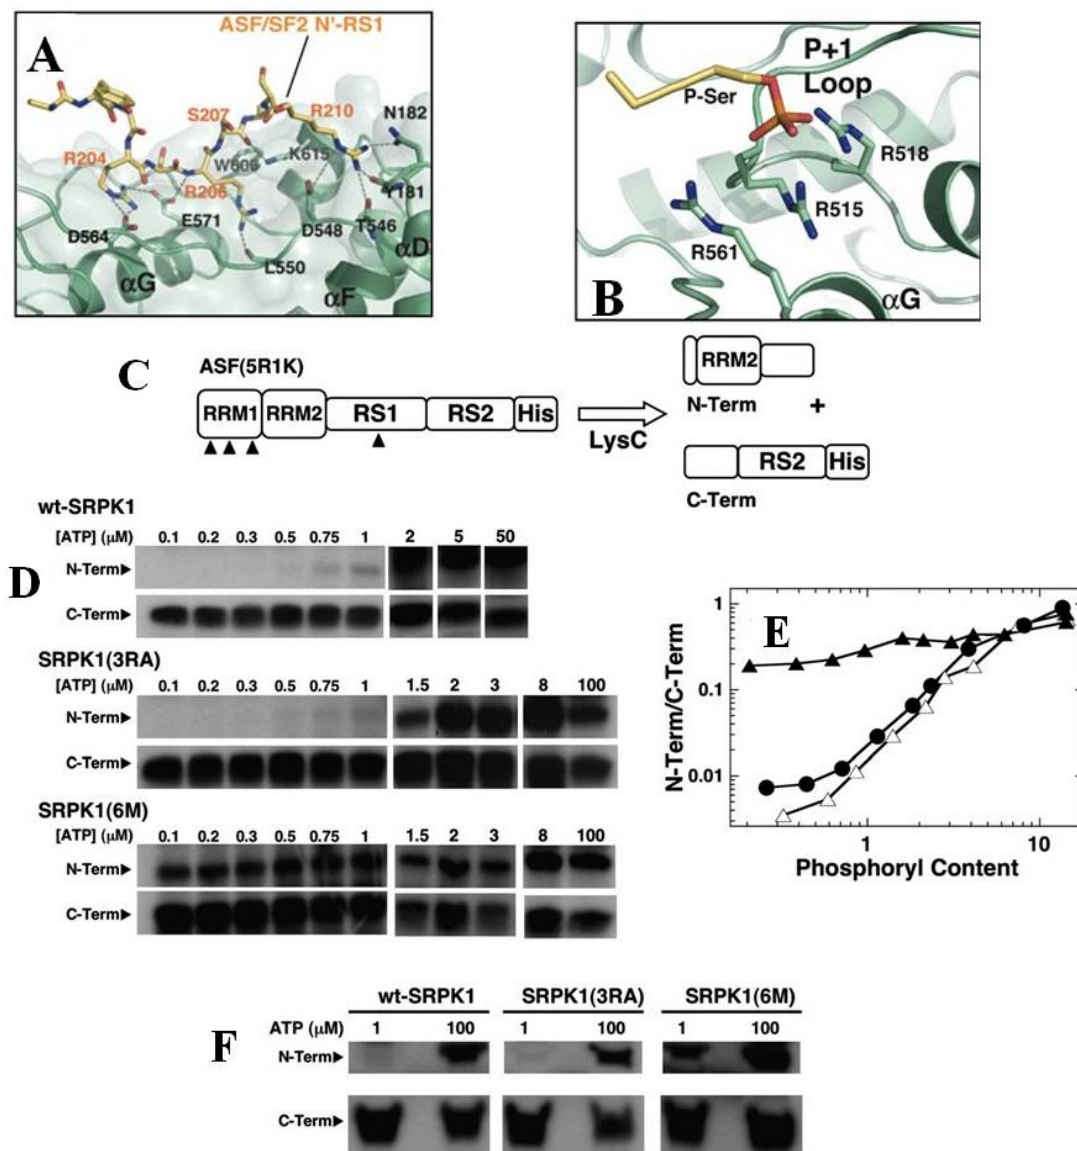 A
ASF/SF2 N'-RS1
S207
R210
N182
R204
W606
K615
R206
Y181
E571
D564
D548
T546
L550
αD
αG
αF
B
P+1
Loop
P-Ser
R518
R515
R561
αG
C
ASF(5R1K)
RRM1 RRM2 RS1 RS2 His
LysC
RRM2
N-Term +
RS2 His
C-Term
D
wt-SRPK1
[ATP] (μM) 0.1 0.2 0.3 0.5 0.75 1 2 5 50
N-Term
C-Term
SRPK1(3RA)
[ATP] (μM) 0.1 0.2 0.3 0.5 0.75 1 1.5 2 3 8 100
N-Term
C-Term
SRPK1(6M)
[ATP] (μM) 0.1 0.2 0.3 0.5 0.75 1 1.5 2 3 8 100
N-Term
C-Term
E
N-Term/C-Term
1
0.1
0.01
1 10
Phosphoryl Content
F
wt-SRPK1 SRPK1(3RA) SRPK1(6M)
ATP (μM) 1 100 1 100 1 100
N-Term
C-Term